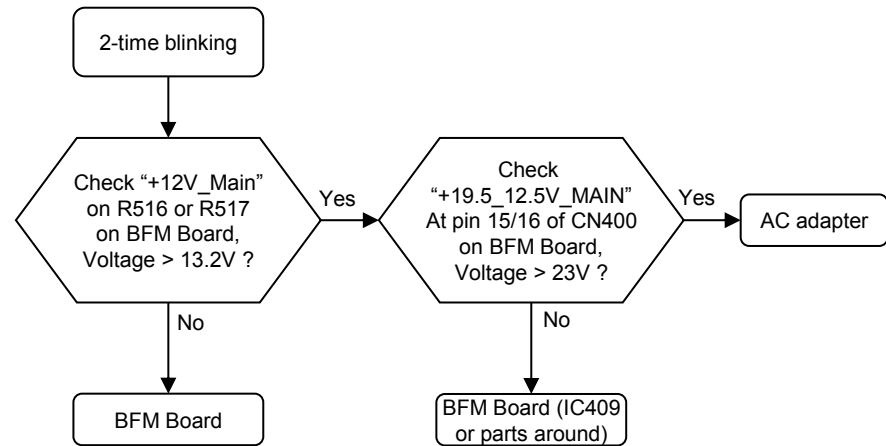 2-time blinking
Check “+12V_Main”
on R516 or R517
on BFM Board,
Voltage > 13.2V ?
Yes
Check
“+19.5_12.5V_MAIN”
At pin 15/16 of CN400
on BFM Board,
Voltage > 23V ?
Yes
AC adapter
No
No
BFM Board
BFM Board (IC409
or parts around)